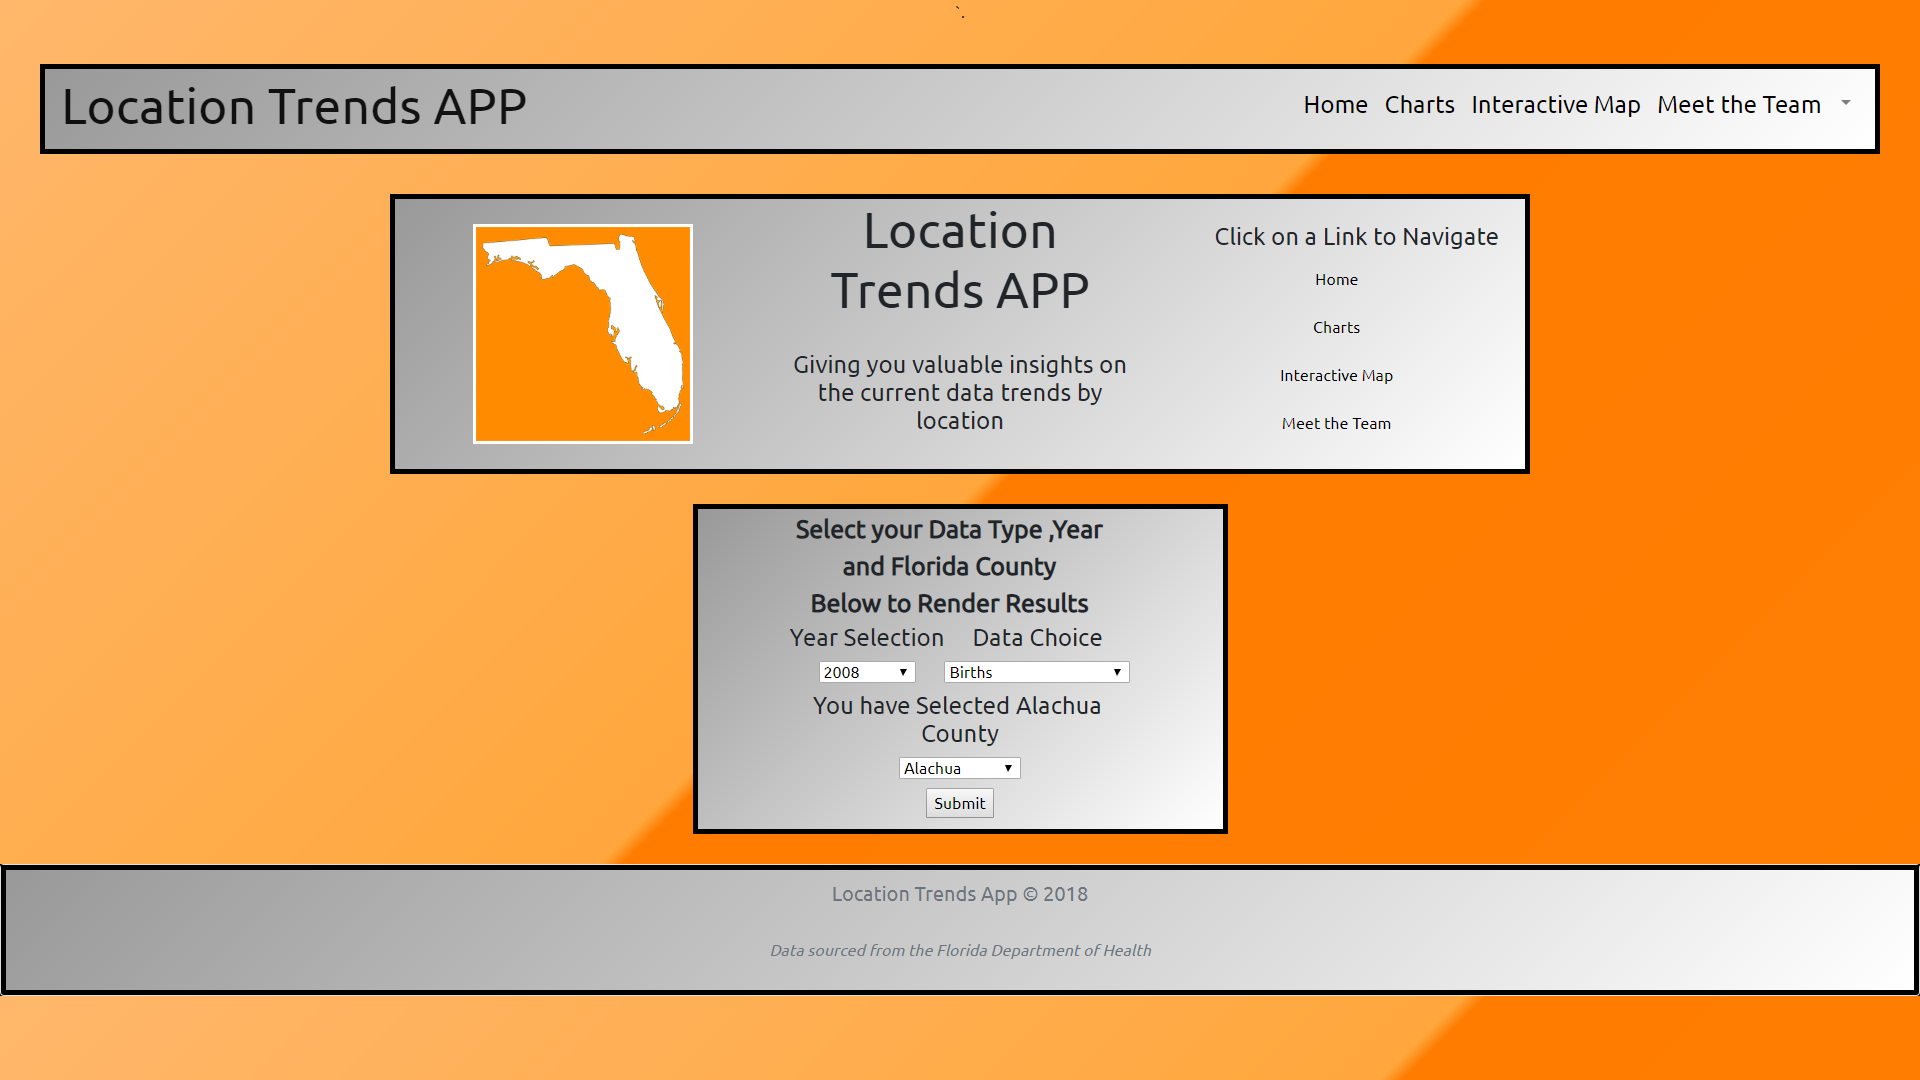 `.
Location Trends APP
Home Charts Interactive Map Meet the Team
Location
Trends APP
Giving you valuable insights on
the current data trends by
location
Click on a Link to Navigate
Home
Charts
Interactive Map
Meet the Team
Select your Data Type ,Year
and Florida County
Below to Render Results
Year Selection Data Choice
2008 Births
You have Selected Alachua
County
Alachua
Submit
Location Trends App © 2018
Data sourced from the Florida Department of Health